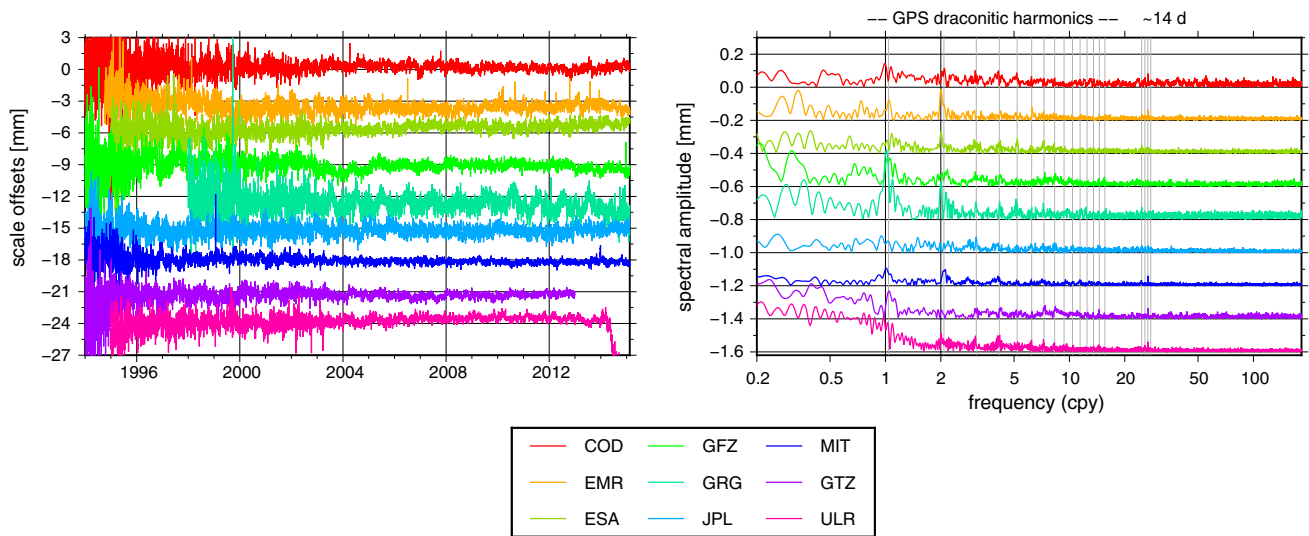 −− GPS draconitic harmonics −− ~14 d
3
0
−3
−6
−9
−12
−15
−18
−21
−24
−27
scale offsets [mm]
1996 2000 2004 2008 2012
0.2
0.0
−0.2
−0.4
−0.6
−0.8
−1.0
−1.2
−1.4
−1.6
spectral amplitude [mm]
0.2 0.5 1 2 5 10 20 50 100
frequency (cpy)
COD GFZ MIT
EMR GRG GTZ
ESA JPL ULR